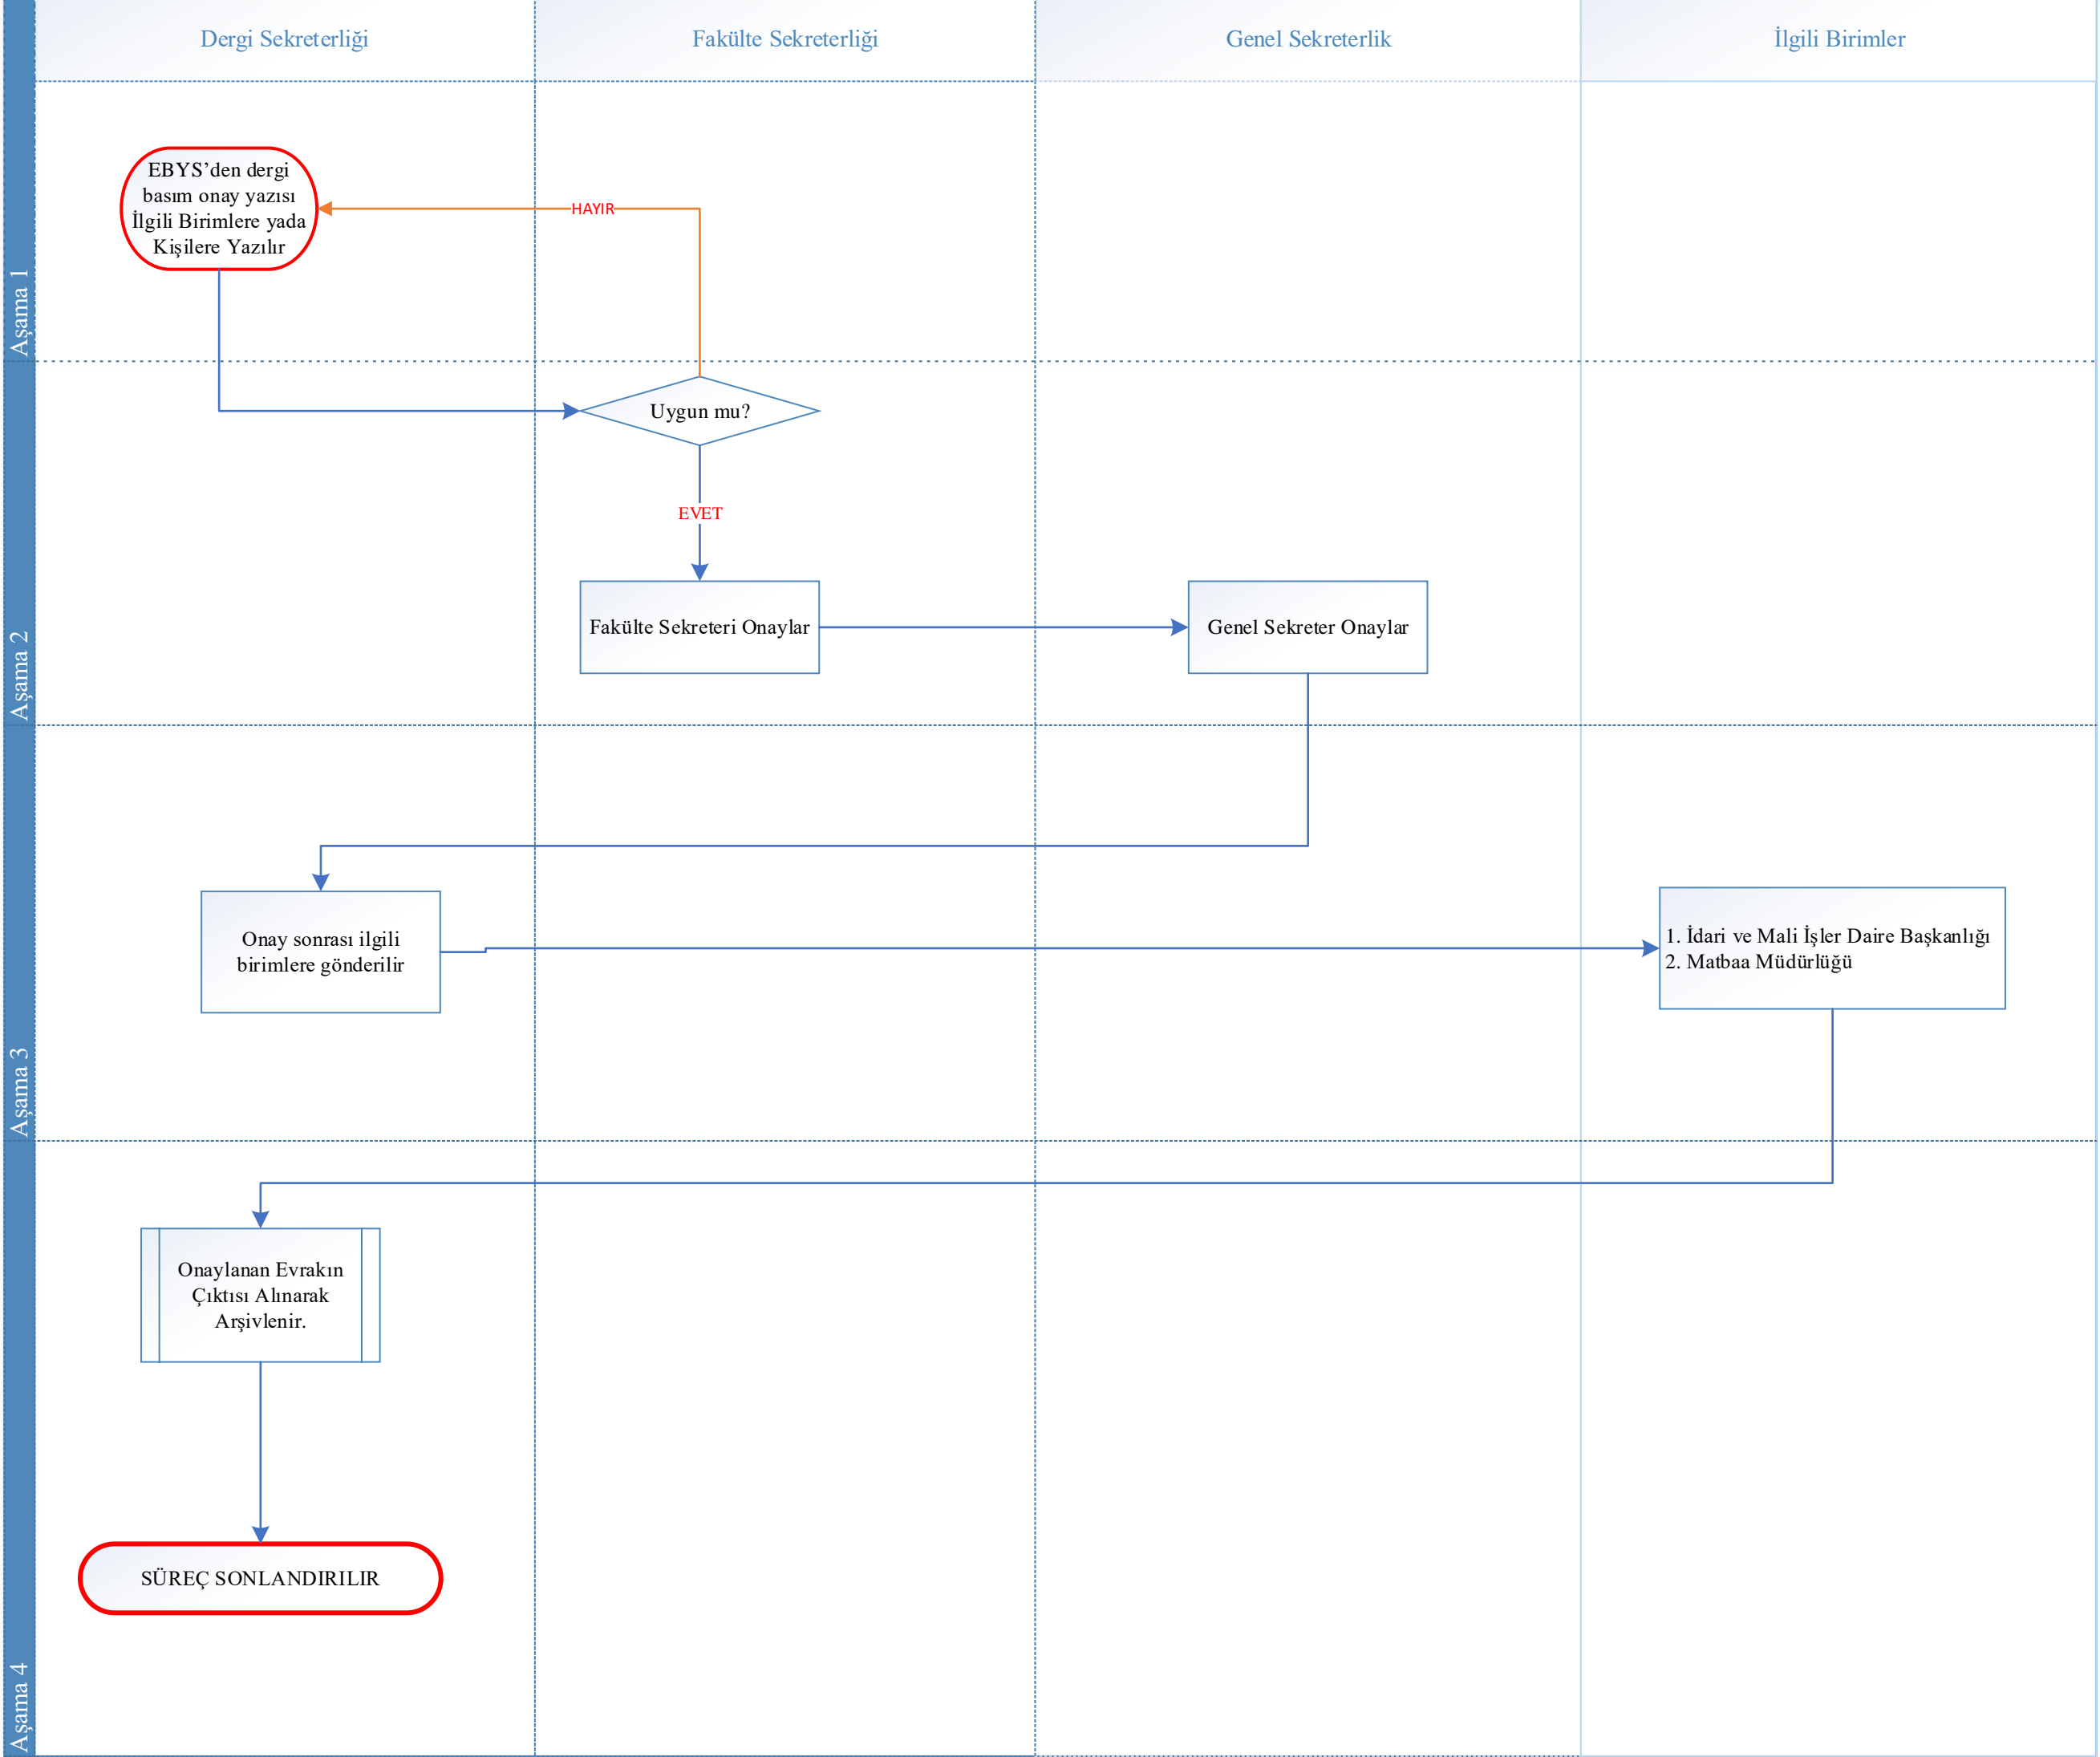 Dergi Sekreterliği
Fakülte Sekreterliği
Genel Sekreterlik
İlgili Birimler
Aşama 1
EBYS’den dergi
basım onay yazısı
İlgili Birimlere yada
Kişilere Yazılır
HAYIR
Aşama 2
Uygun mu?
EVET
Fakülte Sekreteri Onaylar
Genel Sekreter Onaylar
Aşama 3
Onay sonrası ilgili
birimlere gönderilir
1. İdari ve Mali İşler Daire Başkanlığı
2. Matbaa Müdürlüğü
Aşama 4
Onaylanan Evrakın
Çıktısı Alınarak
Arşivlenir.
SÜREÇ SONLANDIRILIR